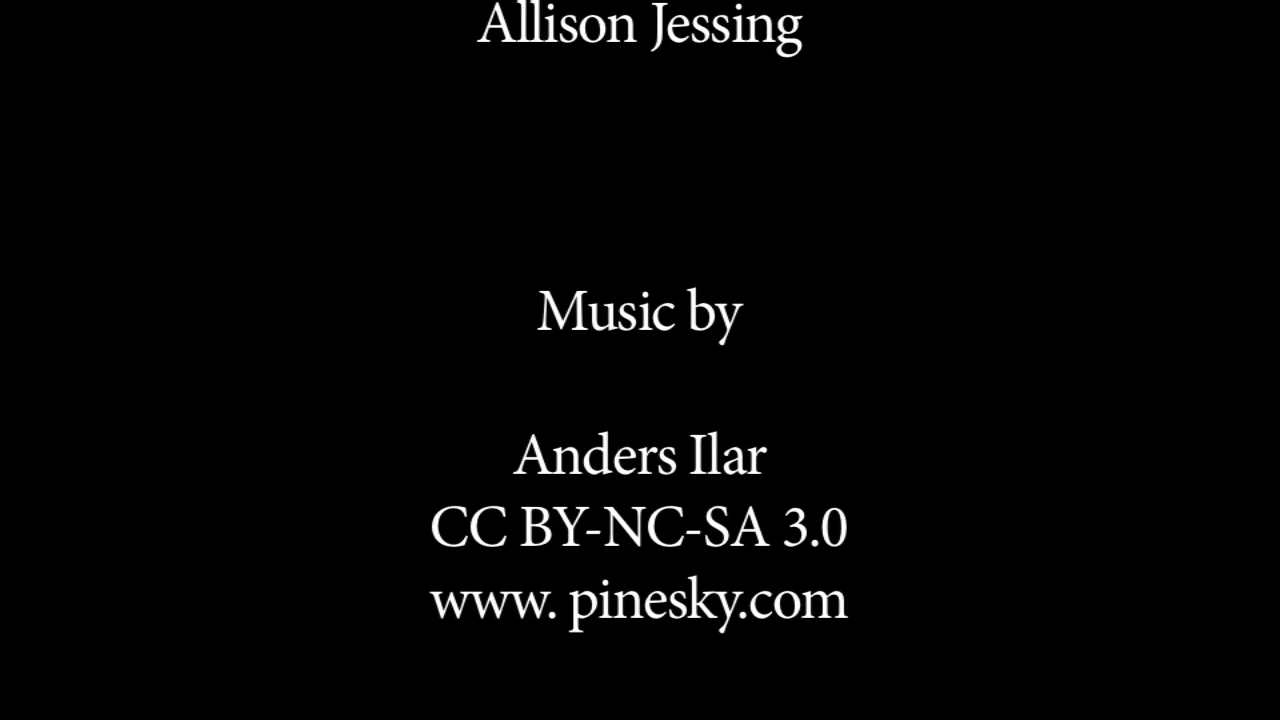 Allison Jessing
Music by
Anders Ilar
CC BY-NC-SA 3.0
www. pinesky.com